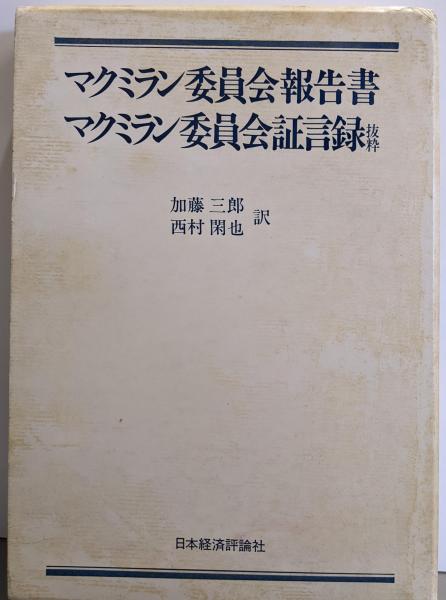 マクミラン委員会報告書
マクミラン委員会証言録抜粋
加藤 三郎
西村 閑也 訳
日本経済評論社